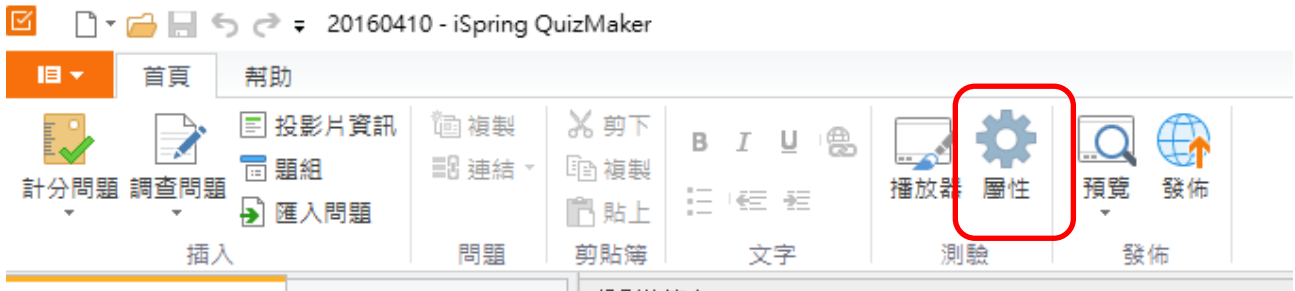 20160410 - iSpring QuizMaker
首頁 幫助
計分問題 調查問題 投影片資訊 題組 匯入問題
複製 連結
剪下 複製 貼上
B I U
播放器 屬性 預覽 發佈
插入 問題 剪貼簿 文字 測驗 發佈